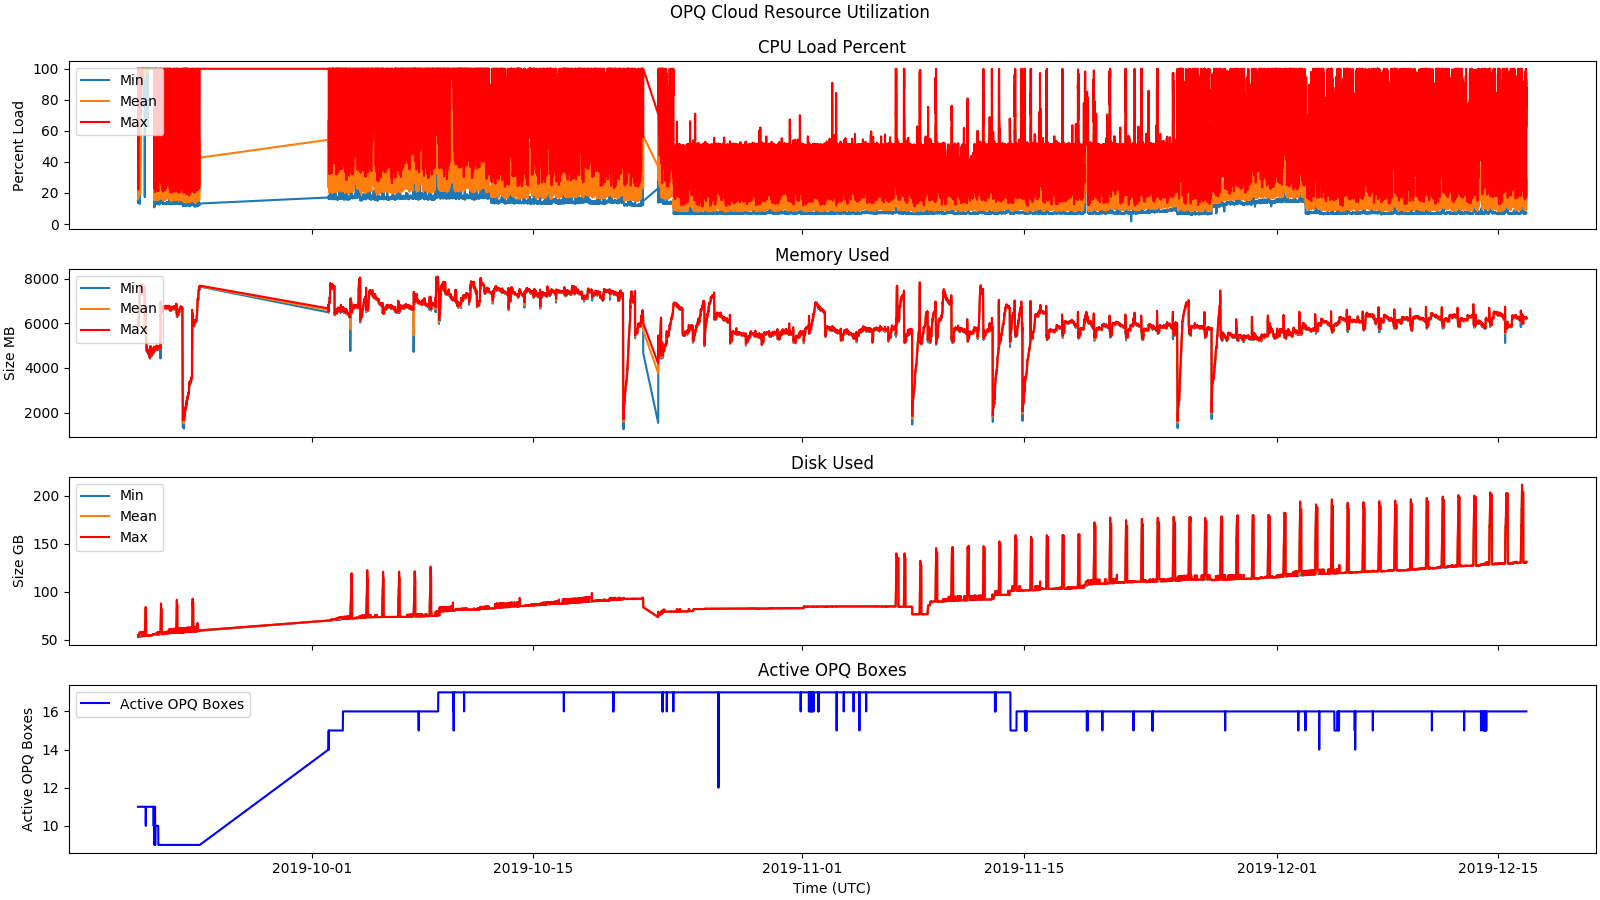 OPQ Cloud Resource Utilization
CPU Load Percent
Percent Load
100
80
60
40
20
0
Min
Mean
Max
Memory Used
Size MB
8000
6000
4000
2000
Min
Mean
Max
Disk Used
Size GB
200
150
100
50
Min
Mean
Max
Active OPQ Boxes
Active OPQ Boxes
16
14
12
10
Active OPQ Boxes
2019-10-01
2019-10-15
2019-11-01
2019-11-15
2019-12-01
2019-12-15
Time (UTC)